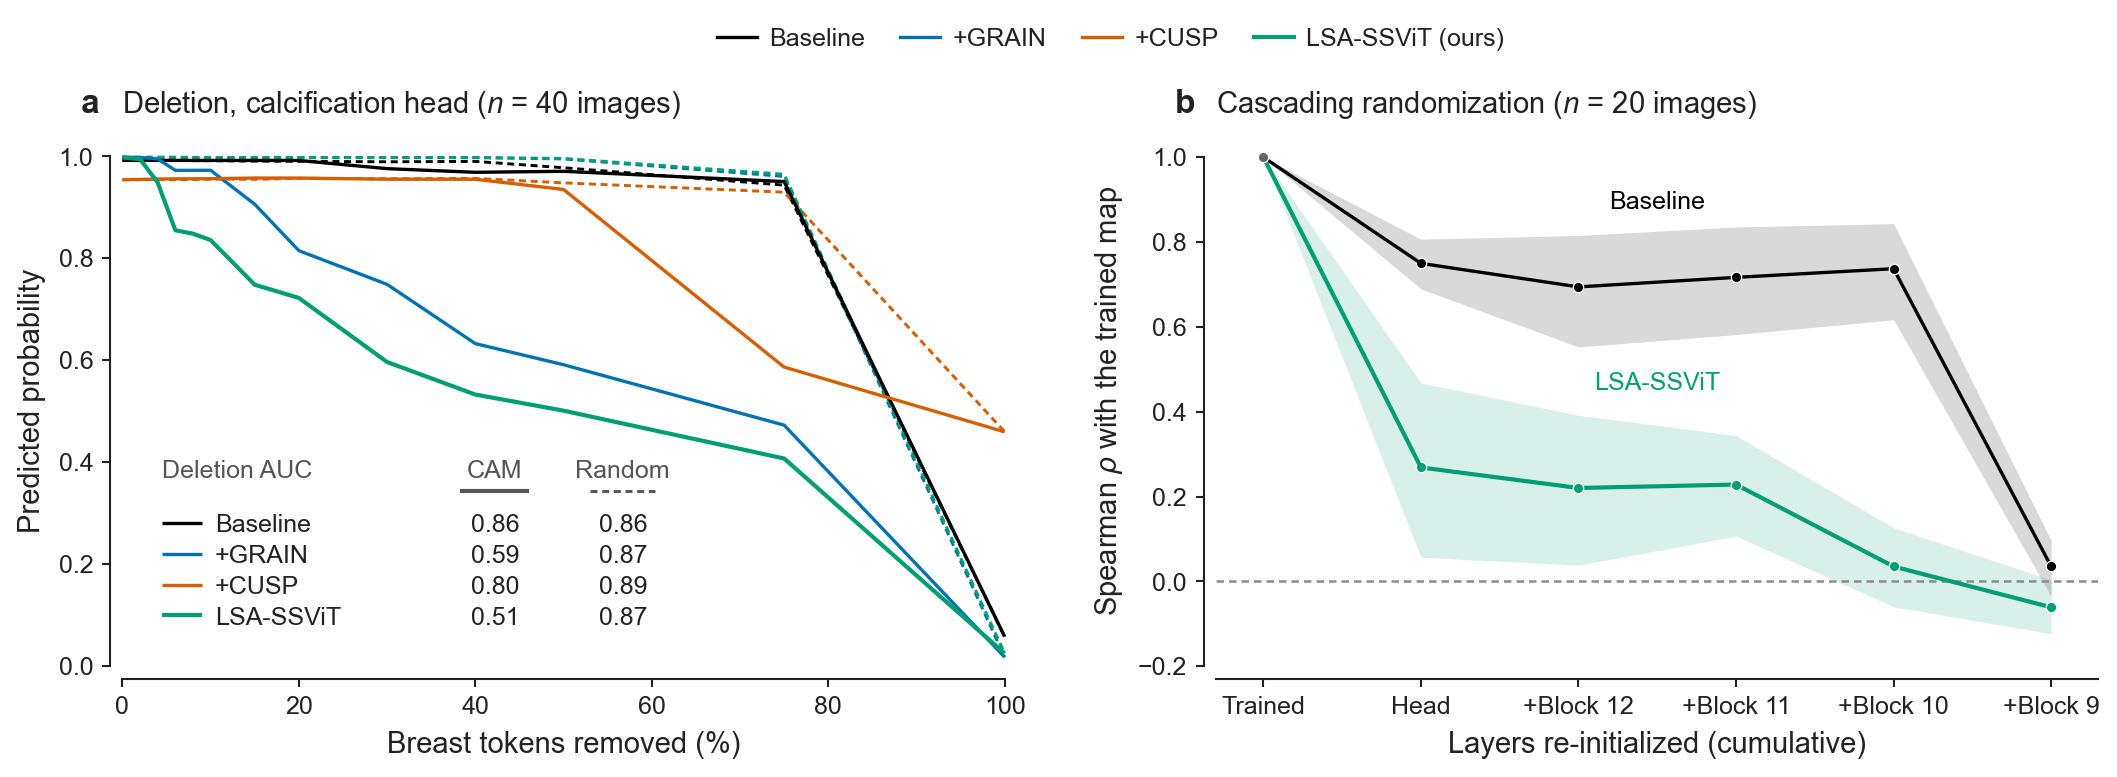 Baseline +GRAIN +CUSP LSA-SSViT (ours)
a Deletion, calcification head (n = 40 images)
Predicted probability
1.0
0.8
0.6
0.4
0.2
0.0
Deletion AUC CAM Random
Baseline 0.86 0.86
+GRAIN 0.59 0.87
+CUSP 0.80 0.89
LSA-SSViT 0.51 0.87
0 20 40 60 80 100
Breast tokens removed (%)
b Cascading randomization (n = 20 images)
Spearman ρ with the trained map
1.0
0.8
0.6
0.4
0.2
0.0
−0.2
Baseline
LSA-SSViT
Trained Head +Block 12 +Block 11 +Block 10 +Block 9
Layers re-initialized (cumulative)